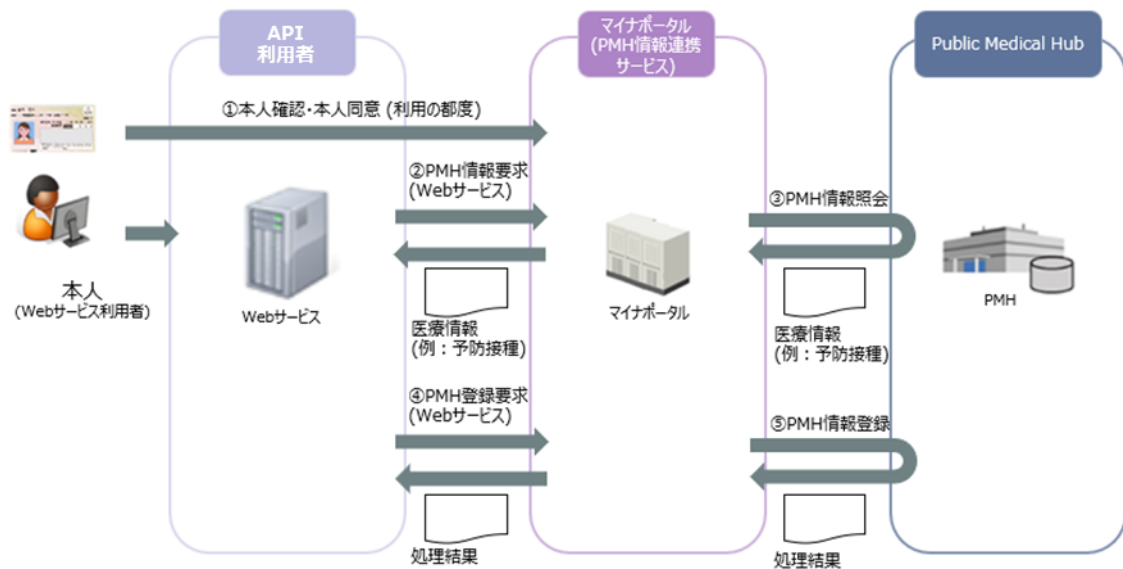 API
利用者
マイナポータル
(PMH情報連携
サービス)
Public Medical Hub
①本人確認・本人同意 (利用の都度)
②PMH情報要求
(Webサービス)
③PMH情報照会
本人
(Webサービス利用者)
Webサービス
マイナポータル
PMH
医療情報
(例：予防接種)
医療情報
(例：予防接種)
④PMH登録要求
(Webサービス)
⑤PMH情報登録
処理結果
処理結果